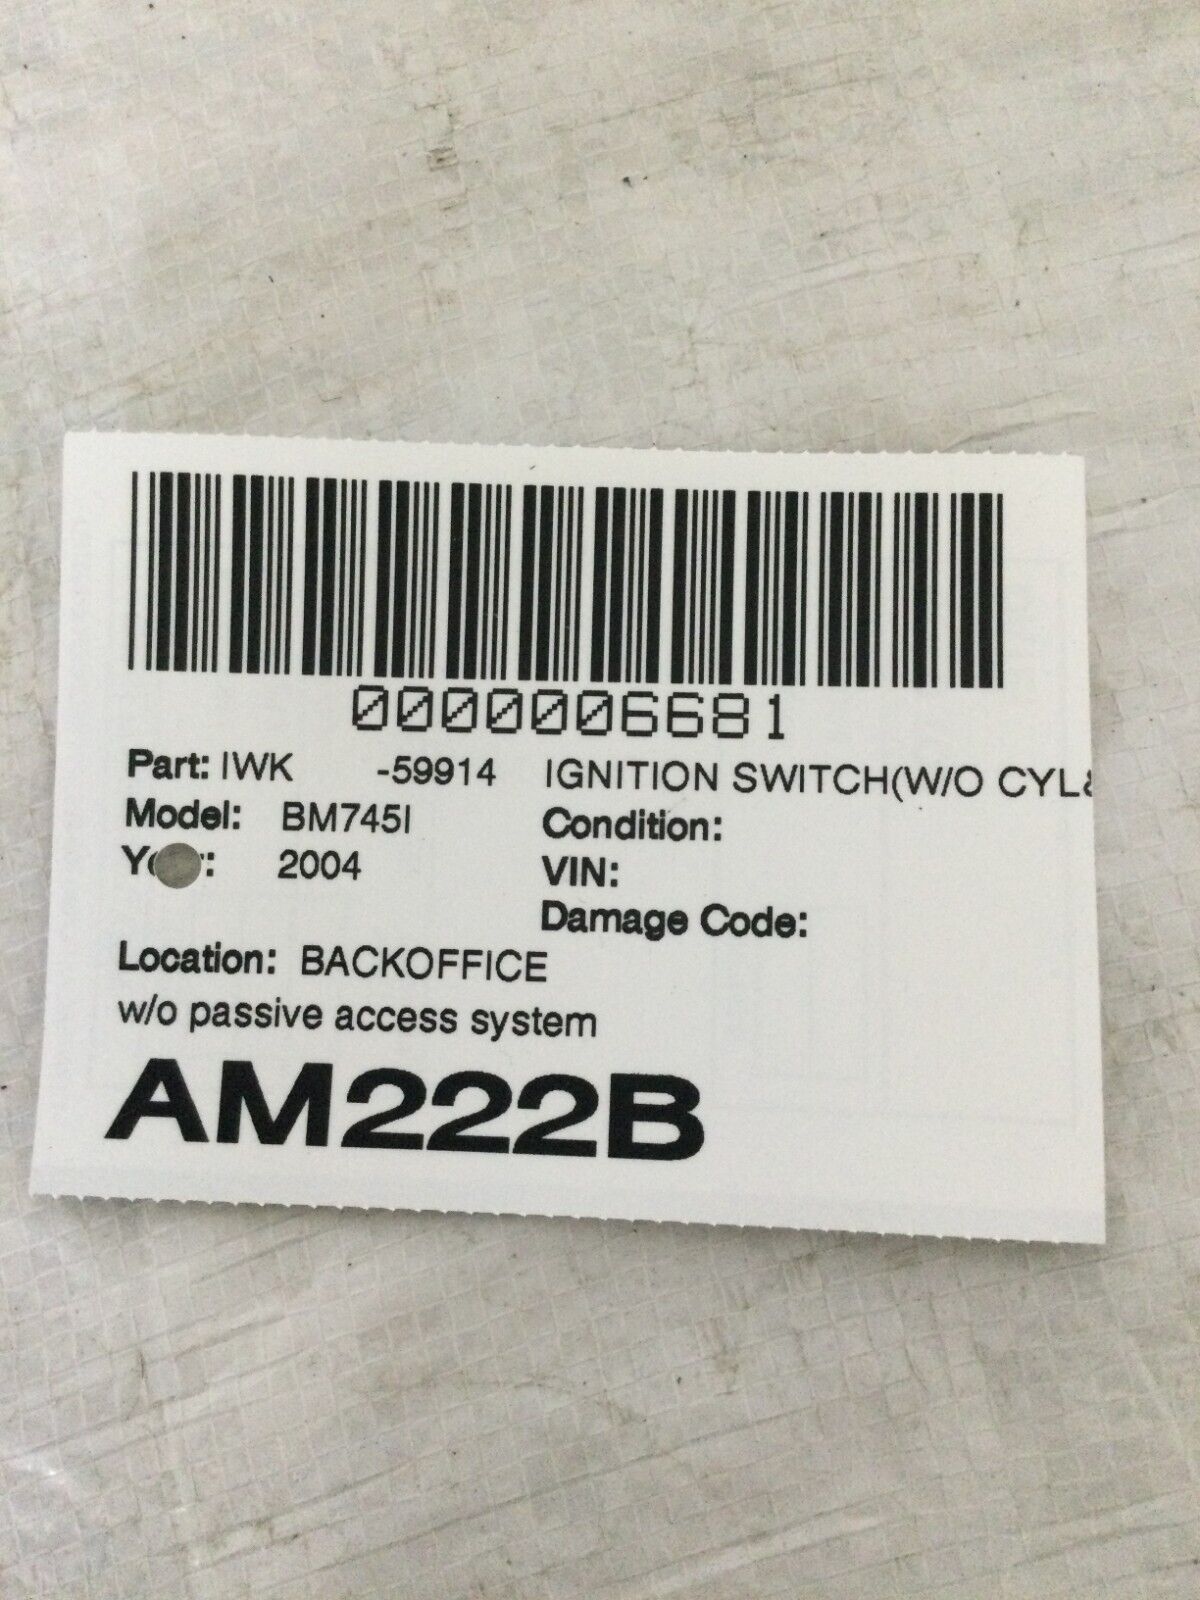 0000006681
Part: IWK -59914 IGNITION SWITCH(W/O CYL&
Model: BM745I Condition:
2004 VIN:
Damage Code:
Location: BACKOFFICE
w/o passive access system
AM222B